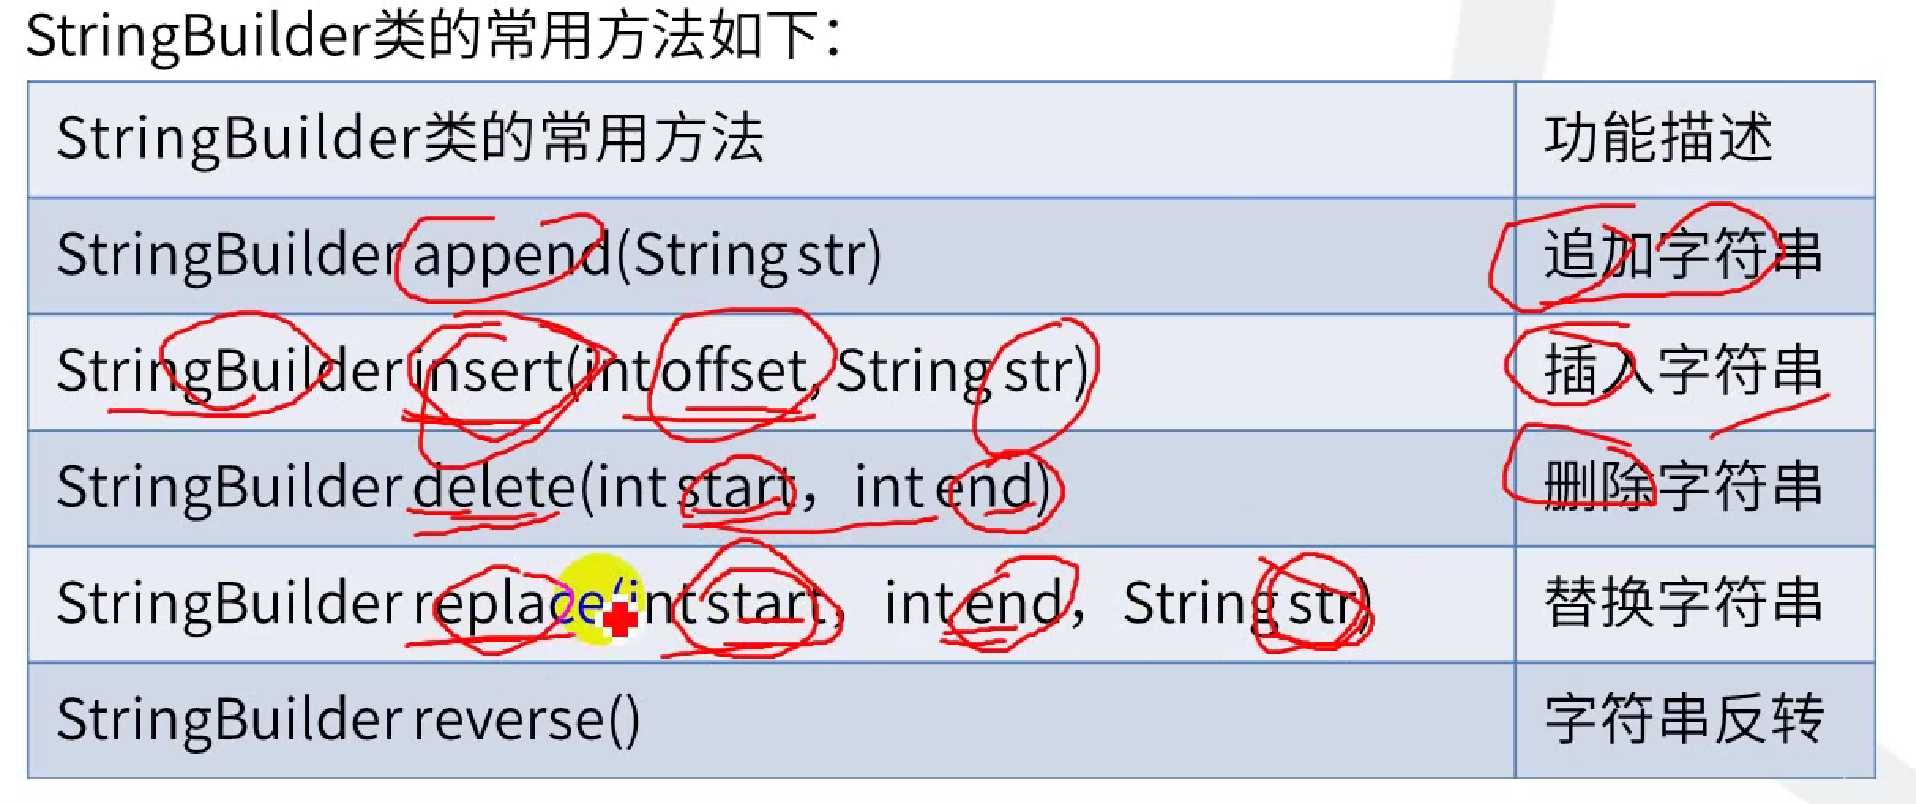 StringBuilder类的常用方法如下：
StringBuilder类的常用方法 功能描述
StringBuilder append(String str) 追加字符串
StringBuilder insert(int offset, String str) 插入字符串
StringBuilder delete(int start，int end) 删除字符串
StringBuilder replace(int start，int end，String str) 替换字符串
StringBuilder reverse() 字符串反转